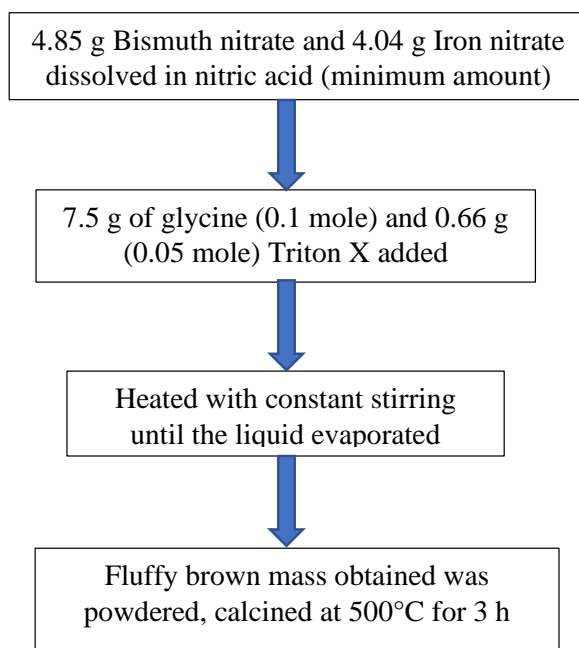 4.85 g Bismuth nitrate and 4.04 g Iron nitrate
dissolved in nitric acid (minimum amount)
7.5 g of glycine (0.1 mole) and 0.66 g
(0.05 mole) Triton X added
Heated with constant stirring
until the liquid evaporated
Fluffy brown mass obtained was
powdered, calcined at 500°C for 3 h